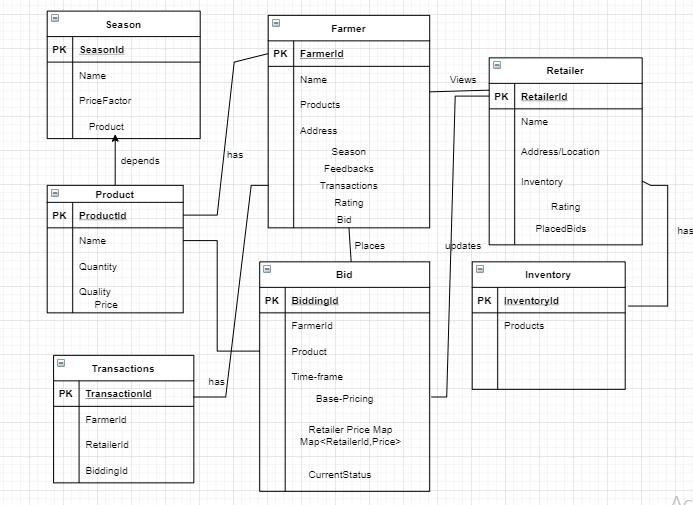 Season
PK SeasonId
Name
PriceFactor
Product
depends
Product
PK ProductId
Name
Quantity
Quality
Price
has
Farmer
PK FarmerId
Name
Products
Address
Season
Feedbacks
Transactions
Rating
Bid
Views
Retailer
PK RetailerId
Name
Address/Location
Inventory
Rating
PlacedBids
has
Places
updates
Bid
PK BiddingId
FarmerId
Product
Time-frame
Base-Pricing
Retailer Price Map
Map<RetailerId,Price>
CurrentStatus
Inventory
PK InventoryId
Products
Transactions
PK TransactionId
FarmerId
RetailerId
BiddingId
has